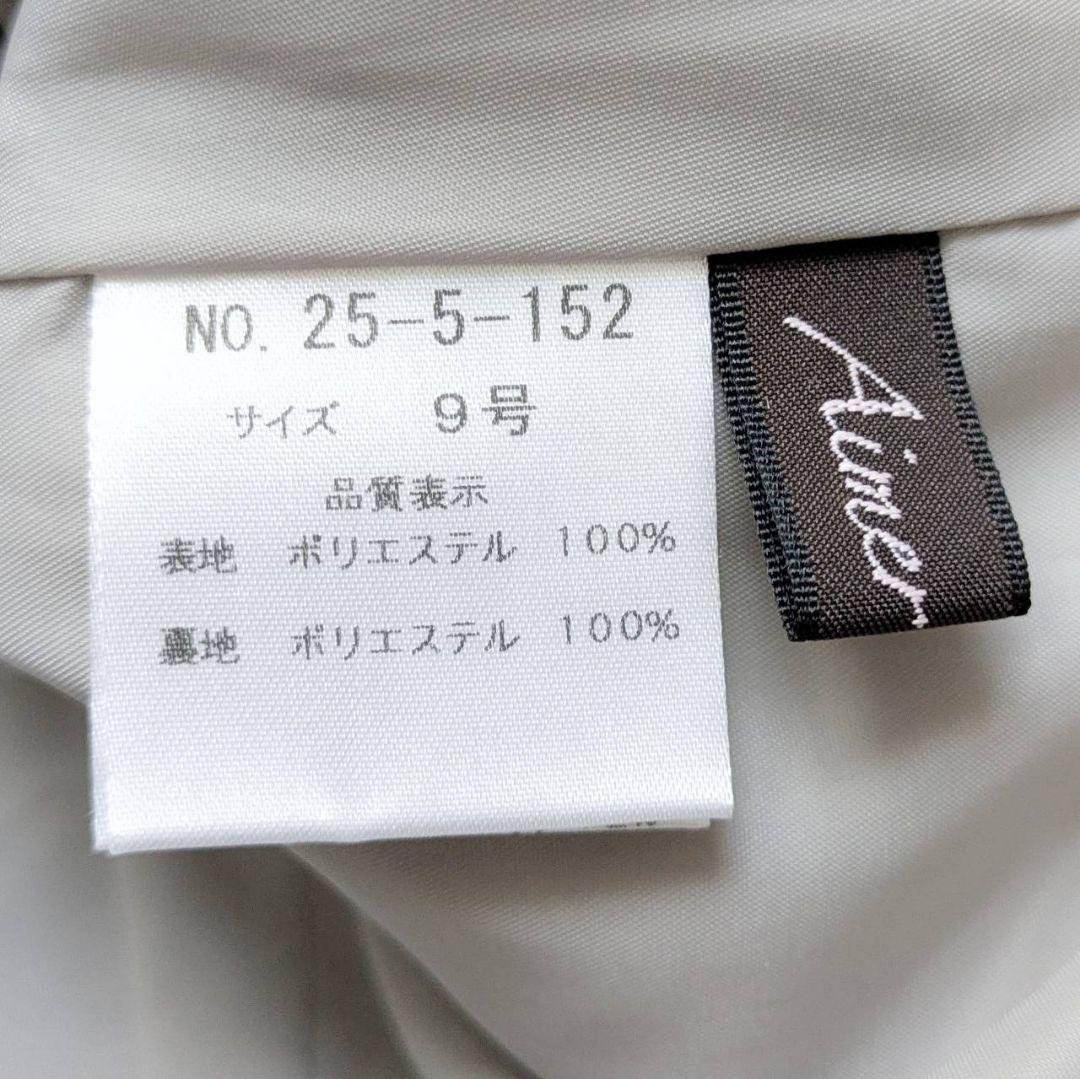 NO. 25-5-152
サイズ 9号
品質表示
表地 ポリエステル 100%
裏地 ポリエステル 100%
Aimer